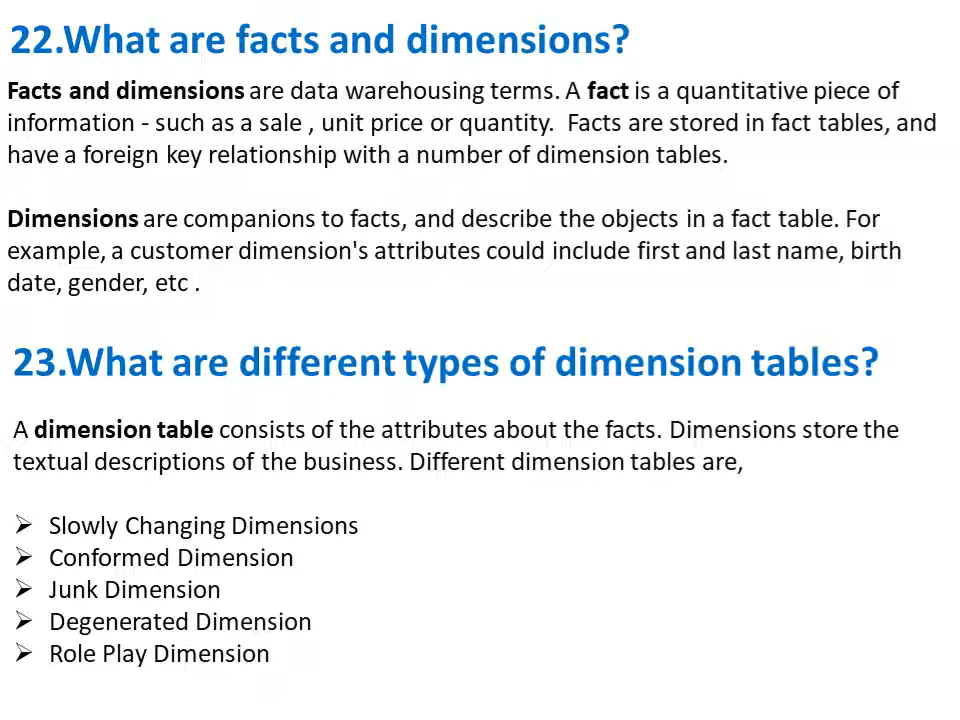 22.What are facts and dimensions?
Facts and dimensions are data warehousing terms. A fact is a quantitative piece of
information - such as a sale , unit price or quantity.  Facts are stored in fact tables, and
have a foreign key relationship with a number of dimension tables.
Dimensions are companions to facts, and describe the objects in a fact table. For
example, a customer dimension's attributes could include first and last name, birth
date, gender, etc .
23.What are different types of dimension tables?
A dimension table consists of the attributes about the facts. Dimensions store the
textual descriptions of the business. Different dimension tables are,
➢ Slowly Changing Dimensions
➢ Conformed Dimension
➢ Junk Dimension
➢ Degenerated Dimension
➢ Role Play Dimension